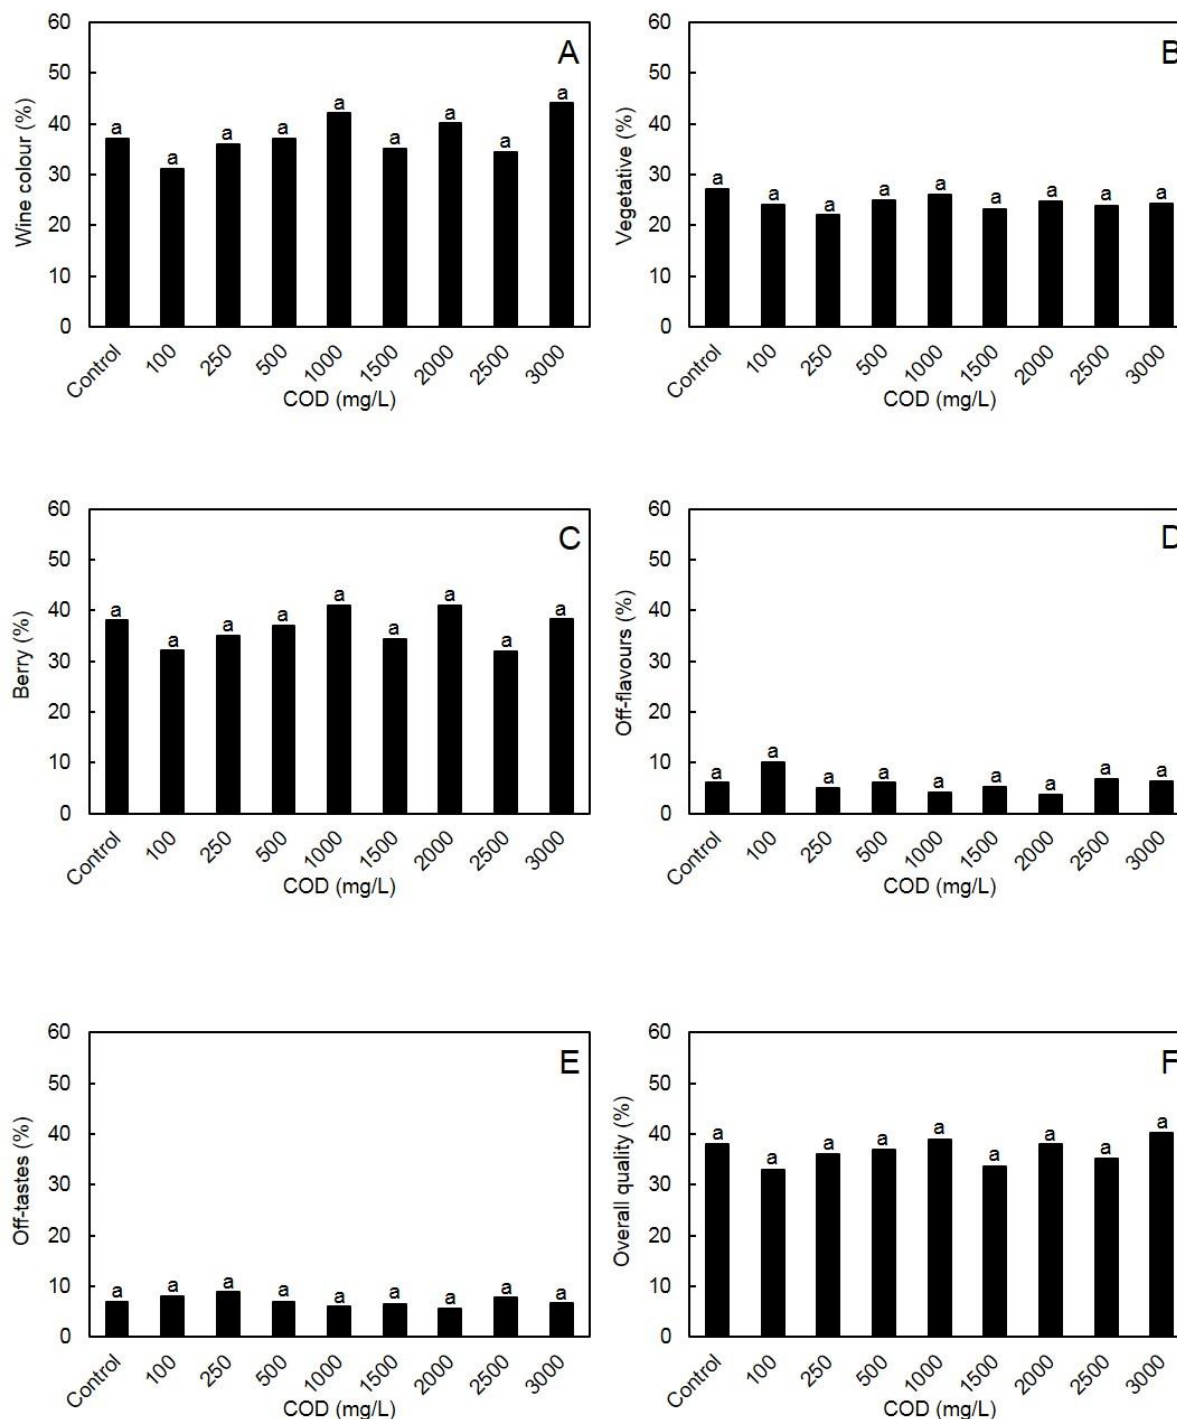 A
Wine colour (%)
60
50
40
30
20
10
0
a a a a a a a a a
Control 100 250 500 1000 1500 2000 2500 3000
COD (mg/L)
B
Vegetative (%)
60
50
40
30
20
10
0
a a a a a a a a a
Control 100 250 500 1000 1500 2000 2500 3000
COD (mg/L)
C
Berry (%)
60
50
40
30
20
10
0
a a a a a a a a a
Control 100 250 500 1000 1500 2000 2500 3000
COD (mg/L)
D
Off-flavours (%)
60
50
40
30
20
10
0
a a a a a a a a a
Control 100 250 500 1000 1500 2000 2500 3000
COD (mg/L)
E
Off-tastes (%)
60
50
40
30
20
10
0
a a a a a a a a a
Control 100 250 500 1000 1500 2000 2500 3000
COD (mg/L)
F
Overall quality (%)
60
50
40
30
20
10
0
a a a a a a a a a
Control 100 250 500 1000 1500 2000 2500 3000
COD (mg/L)